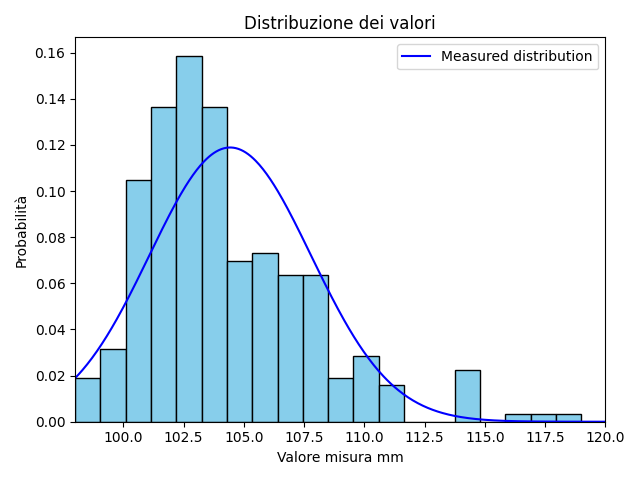 Distribuzione dei valori
Measured distribution
Probabilità
0.16
0.14
0.12
0.10
0.08
0.06
0.04
0.02
0.00
100.0 102.5 105.0 107.5 110.0 112.5 115.0 117.5 120.0
Valore misura mm